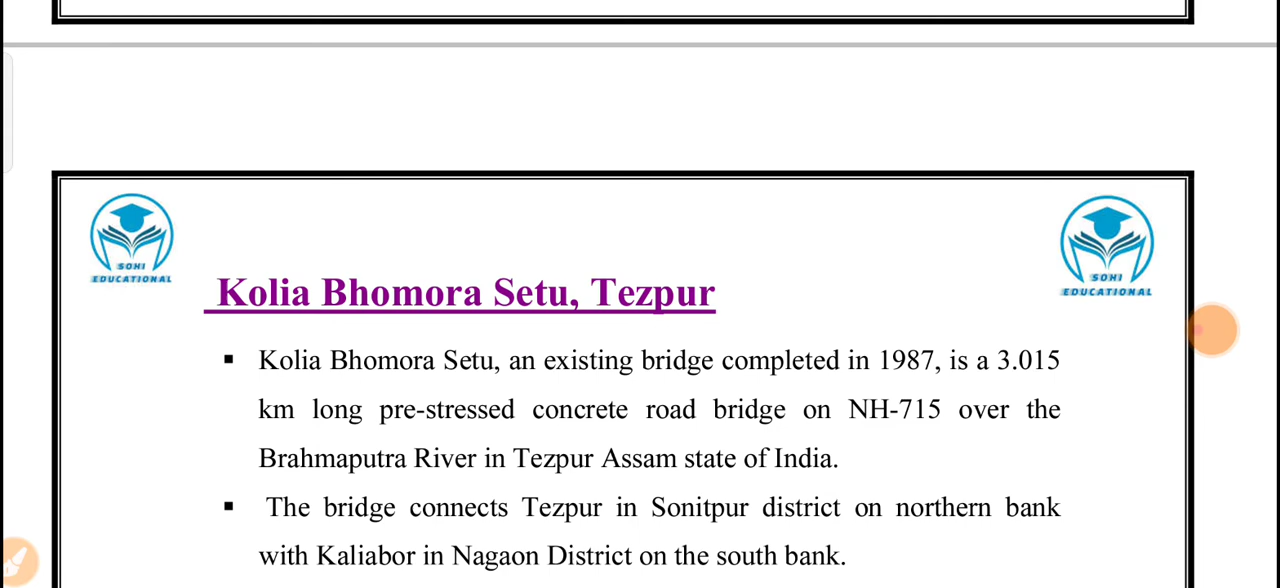 SOHI
EDUCATIONAL
SOHI
EDUCATIONAL
Kolia Bhomora Setu, Tezpur
▪ Kolia Bhomora Setu, an existing bridge completed in 1987, is a 3.015
km long pre-stressed concrete road bridge on NH-715 over the
Brahmaputra River in Tezpur Assam state of India.
▪ The bridge connects Tezpur in Sonitpur district on northern bank
with Kaliabor in Nagaon District on the south bank.